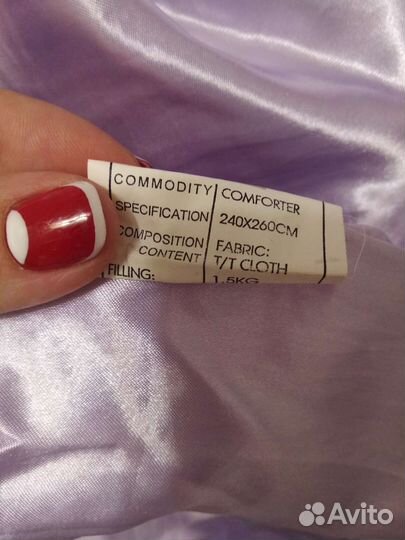 COMMODITY COMFORTER
SPECIFICATION 240X260CM
COMPOSITION FABRIC:
CONTENT T/T CLOTH
FILLING: 1.5KG
Avito